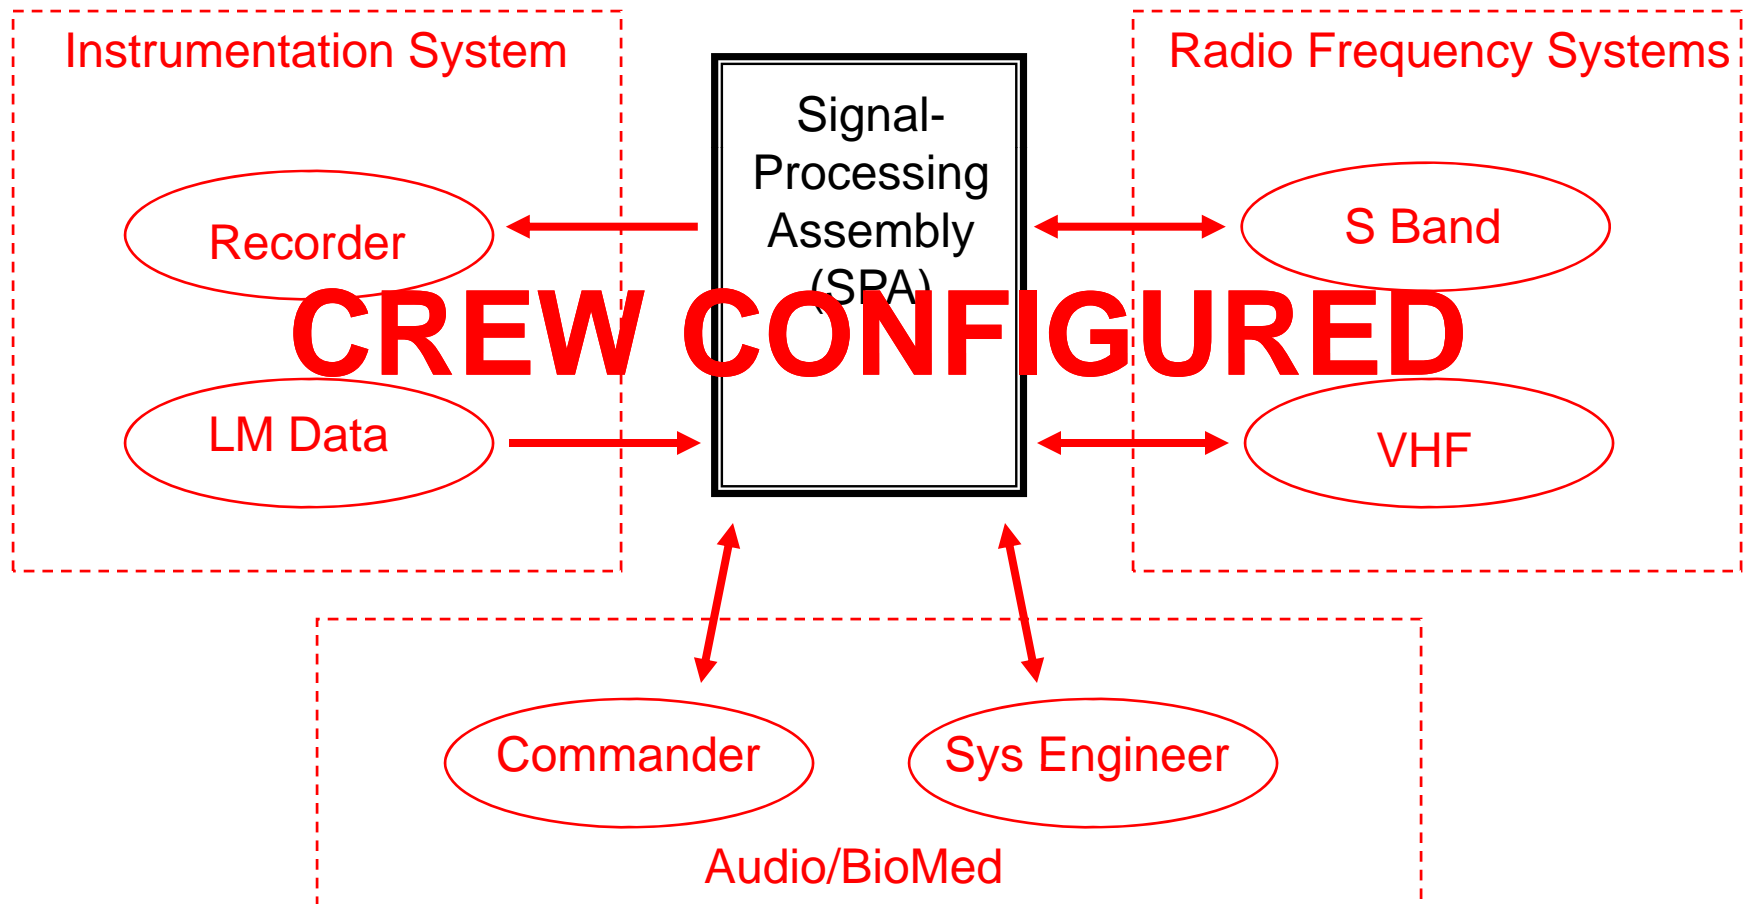 Instrumentation System
Signal-
Processing
Assembly
(SPA)
Radio Frequency Systems
Recorder
S Band
CREW CONFIGURED
LM Data
VHF
Commander
Sys Engineer
Audio/BioMed